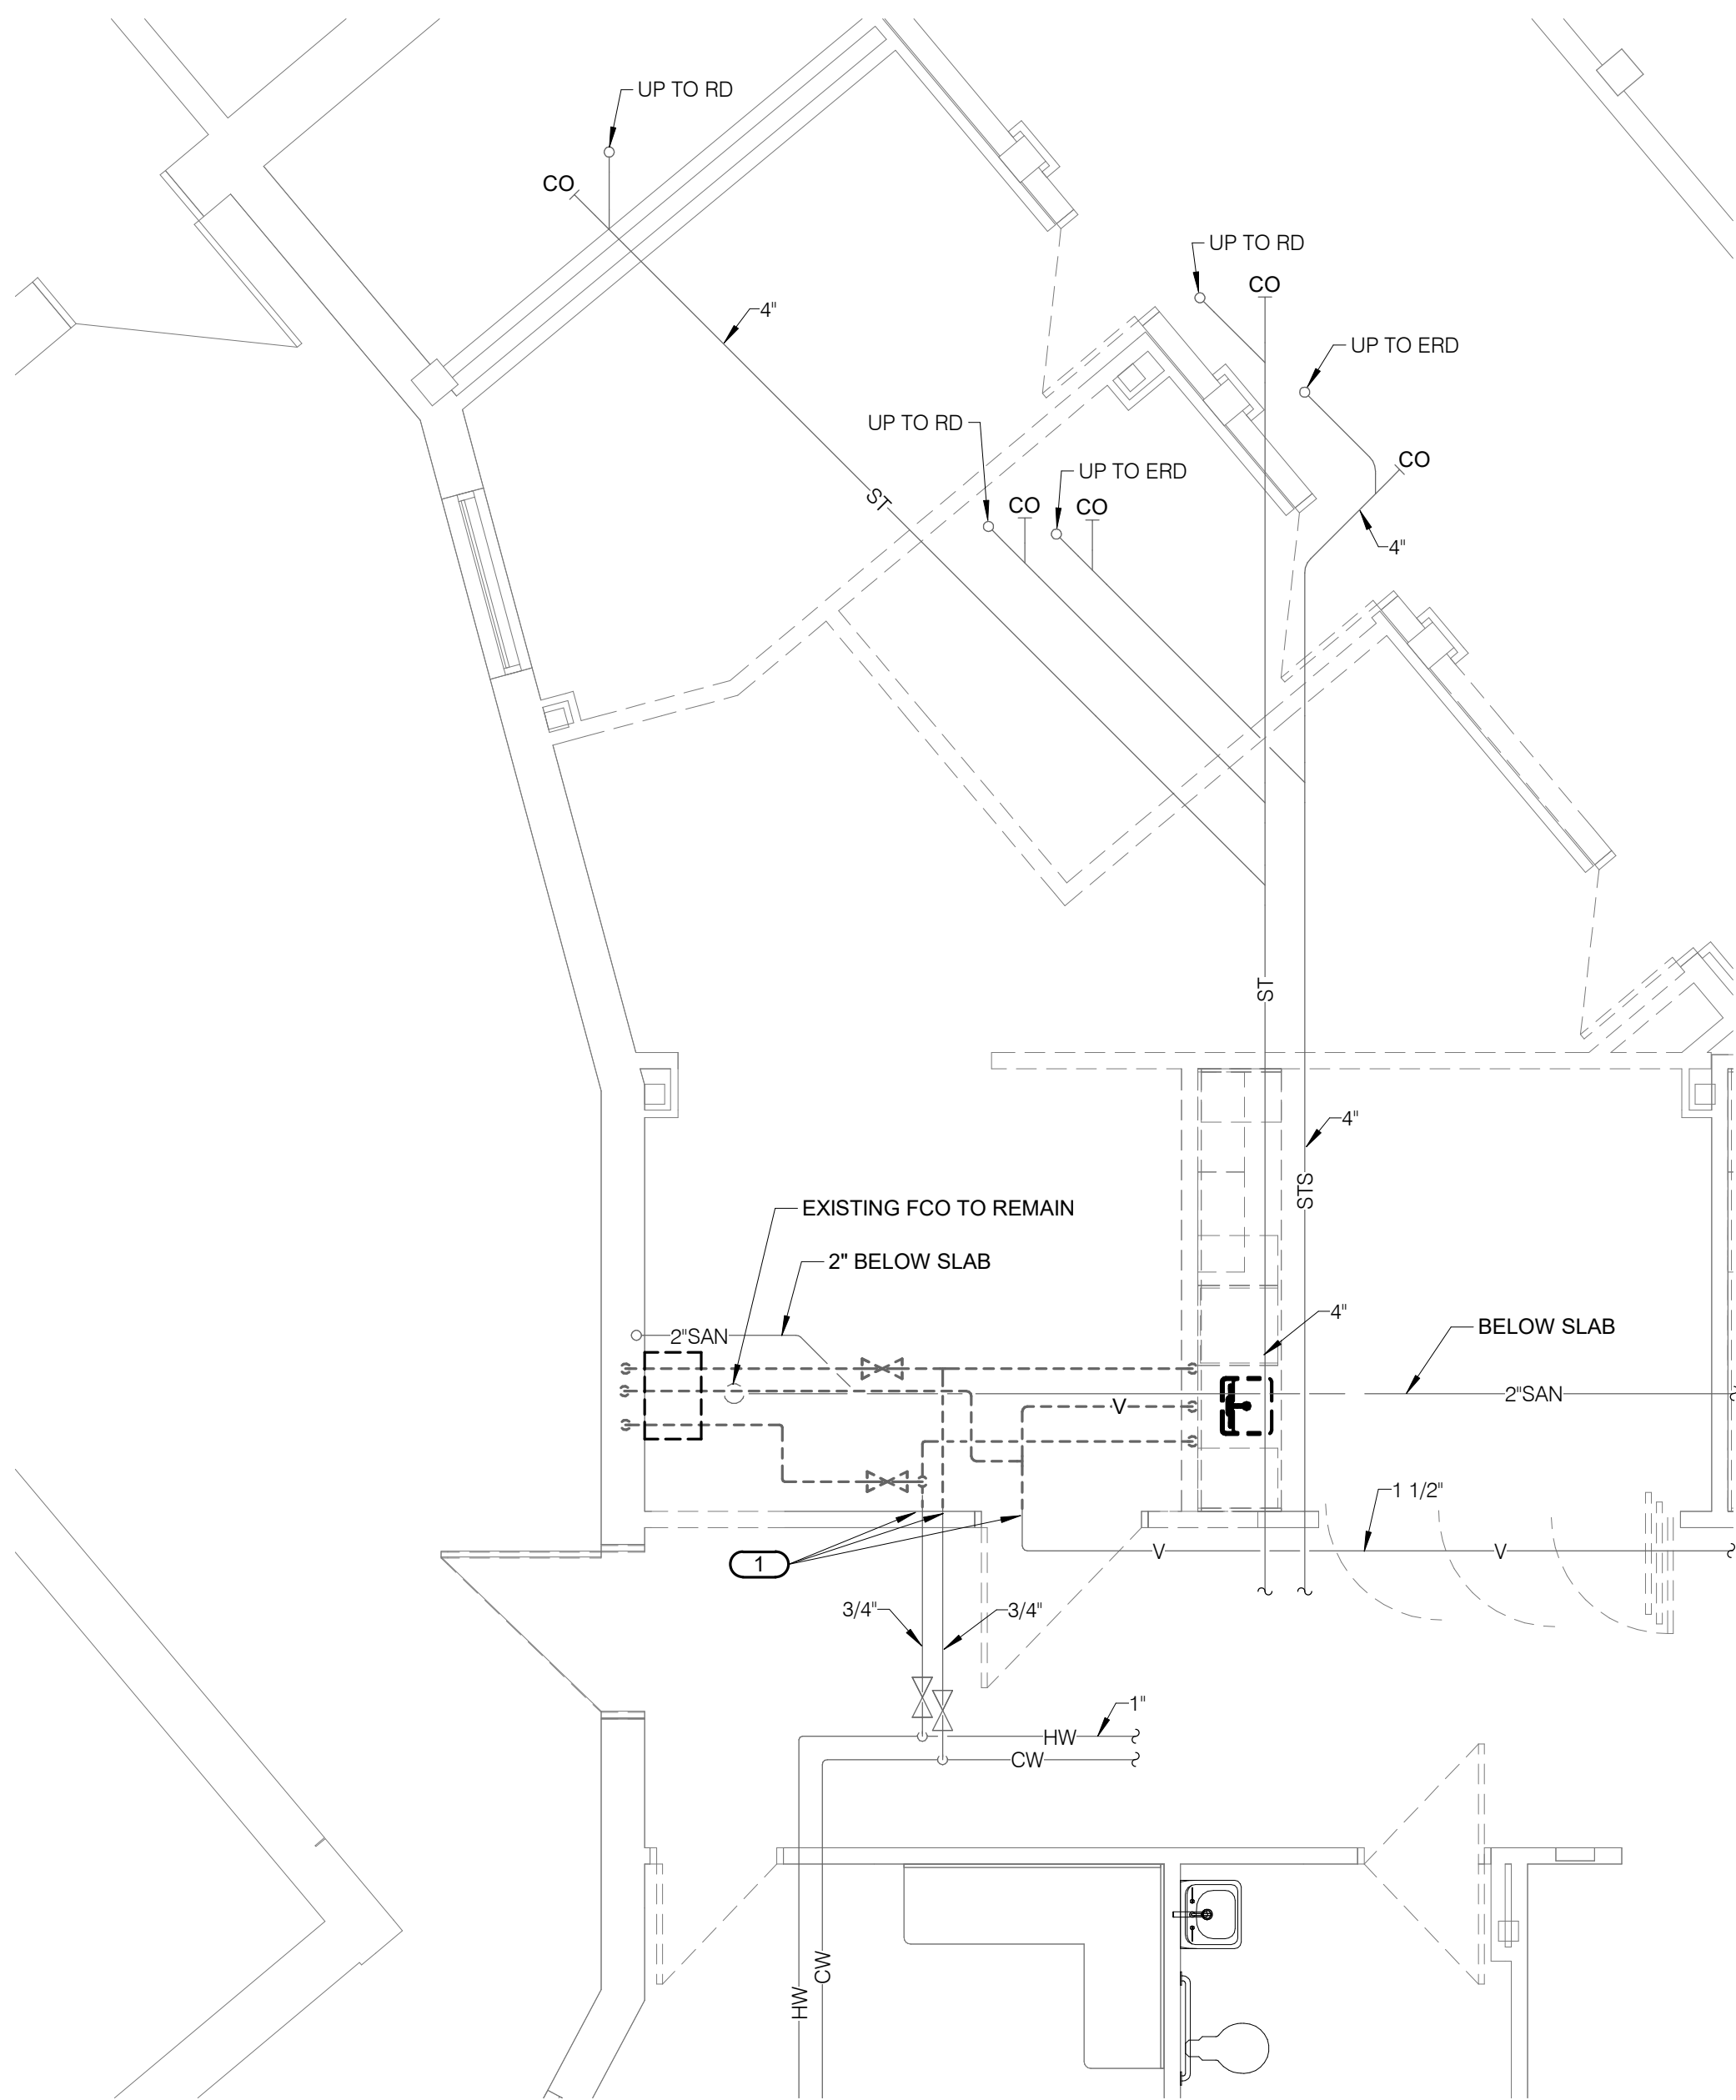 UP TO RD
CO
UP TO RD
CO
4"
UP TO ERD
UP TO RD
CO
UP TO ERD
ST
CO
CO
4"
ST
4"
STS
EXISTING FCO TO REMAIN
2" BELOW SLAB
4"
BELOW SLAB
2"SAN
2"SAN
V
1 1/2"
1
V
V
3/4"
3/4"
1"
HW
CW
CW
HW